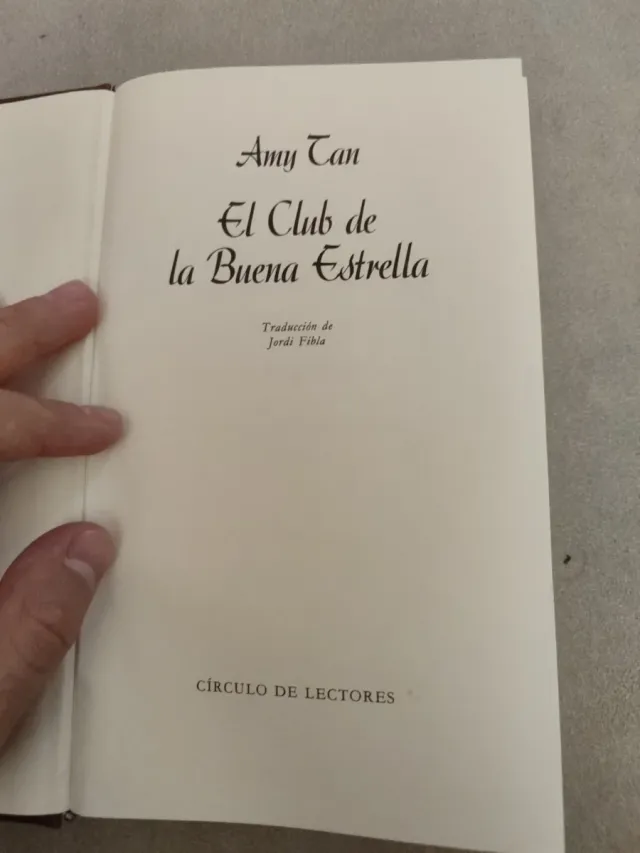 Amy Tan
El Club de
la Buena Estrella
Traducción de
Jordi Fibla
CÍRCULO DE LECTORES